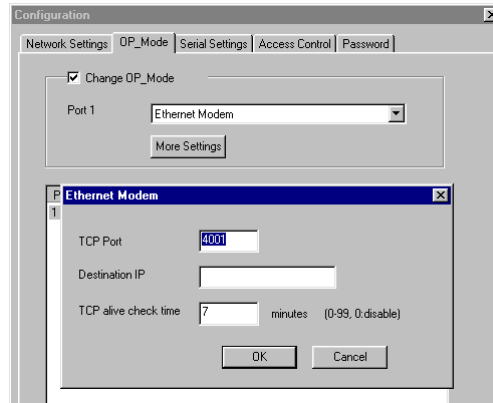 Configuration
Network Settings OP_Mode Serial Settings Access Control Password
Change OP_Mode
Port 1 Ethernet Modem
More Settings
P
1
Ethernet Modem
TCP Port 4001
Destination IP
TCP alive check time 7 minutes (0-99, 0:disable)
OK Cancel